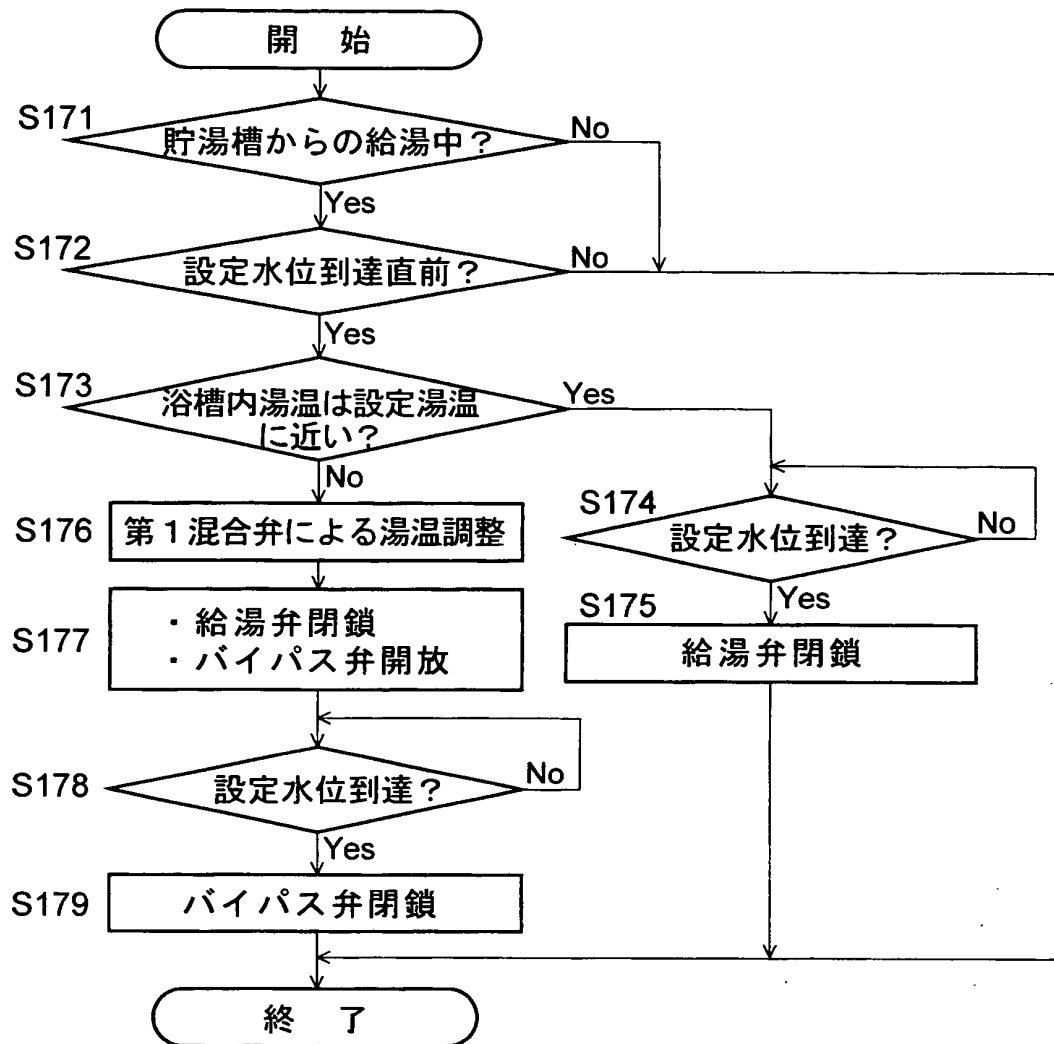 開 始
S171
貯湯槽からの給湯中？
No
Yes
S172
設定水位到達直前？
No
Yes
S173
浴槽内湯温は設定湯温
に近い？
Yes
No
S174
設定水位到達？
No
Yes
S175
給湯弁閉鎖
S176
第１混合弁による湯温調整
S177
・給湯弁閉鎖
・バイパス弁開放
S178
設定水位到達？
No
Yes
S179
バイパス弁閉鎖
終 了